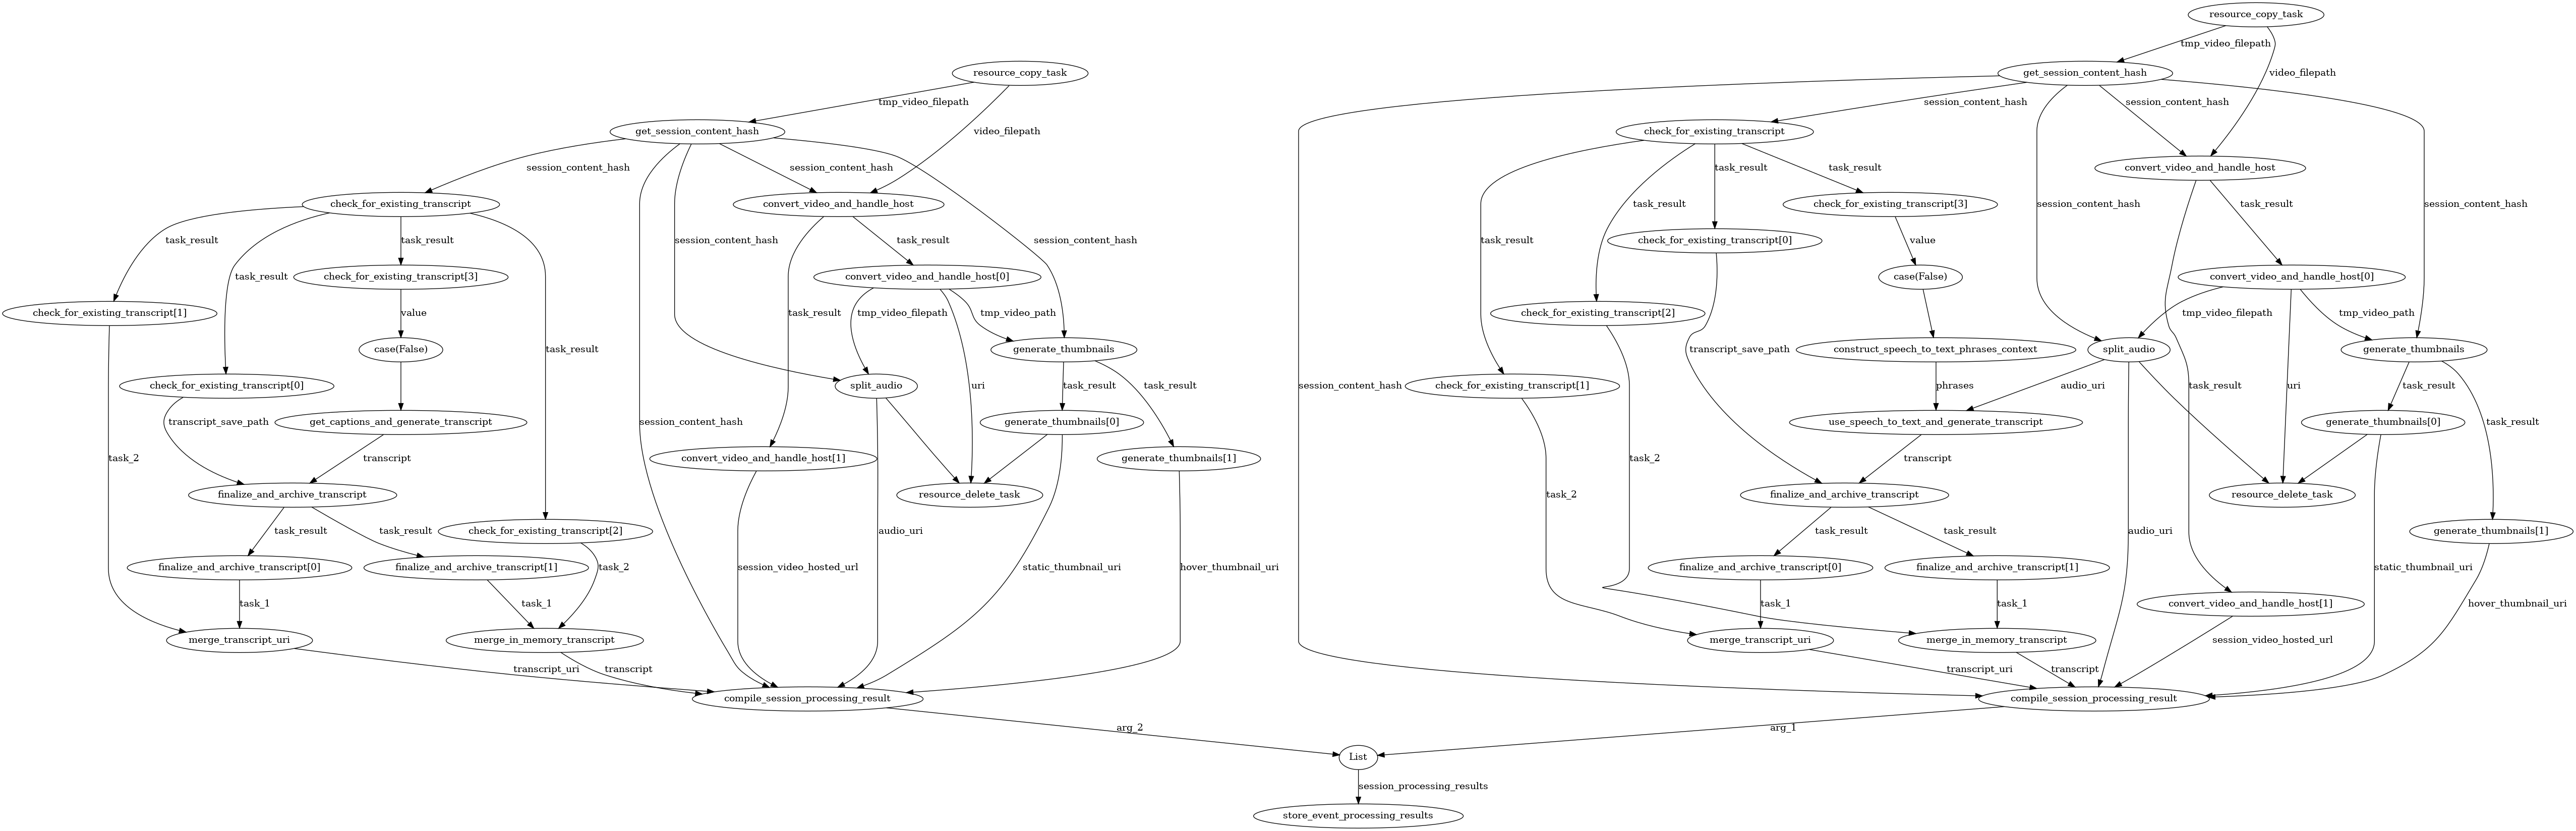 resource_copy_task
tmp_video_filepath
resource_copy_task
get_session_content_hash
video_filepath
tmp_video_filepath
session_content_hash
session_content_hash
get_session_content_hash
video_filepath
check_for_existing_transcript
session_content_hash
session_content_hash
task_result
task_result
convert_video_and_handle_host
check_for_existing_transcript
convert_video_and_handle_host
task_result
check_for_existing_transcript[3]
session_content_hash
task_result
session_content_hash
task_result
task_result
session_content_hash
task_result
session_content_hash
task_result
check_for_existing_transcript[0]
value
task_result
check_for_existing_transcript[3]
convert_video_and_handle_host[0]
case(False)
convert_video_and_handle_host[0]
check_for_existing_transcript[1]
value
task_result
tmp_video_filepath
tmp_video_path
check_for_existing_transcript[2]
tmp_video_filepath
tmp_video_path
task_result
case(False)
generate_thumbnails
transcript_save_path
construct_speech_to_text_phrases_context
split_audio
generate_thumbnails
check_for_existing_transcript[0]
split_audio
uri
task_result
task_result
session_content_hash
check_for_existing_transcript[1]
phrases
audio_uri
task_result
uri
task_result
transcript_save_path
get_captions_and_generate_transcript
session_content_hash
generate_thumbnails[0]
use_speech_to_text_and_generate_transcript
generate_thumbnails[0]
task_result
task_2
transcript
convert_video_and_handle_host[1]
generate_thumbnails[1]
task_2
transcript
finalize_and_archive_transcript
resource_delete_task
task_2
finalize_and_archive_transcript
resource_delete_task
task_result
task_result
check_for_existing_transcript[2]
audio_uri
task_result
task_result
audio_uri
generate_thumbnails[1]
finalize_and_archive_transcript[0]
finalize_and_archive_transcript[1]
task_2
session_video_hosted_url
static_thumbnail_uri
hover_thumbnail_uri
finalize_and_archive_transcript[0]
finalize_and_archive_transcript[1]
static_thumbnail_uri
task_1
task_1
task_1
task_1
convert_video_and_handle_host[1]
hover_thumbnail_uri
merge_transcript_uri
merge_in_memory_transcript
merge_transcript_uri
merge_in_memory_transcript
session_video_hosted_url
transcript_uri
transcript
transcript_uri
transcript
compile_session_processing_result
compile_session_processing_result
arg_2
arg_1
List
session_processing_results
store_event_processing_results